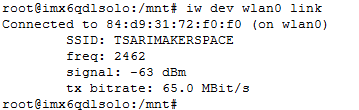 root@imx6qdlsolo:/mnt# iw dev wlan0 link
Connected to 84:d9:31:72:f0:f0 (on wlan0)
SSID: TSARIMAKERSPACE
freq: 2462
signal: -63 dBm
tx bitrate: 65.0 MBit/s
root@imx6qdlsolo:/mnt#